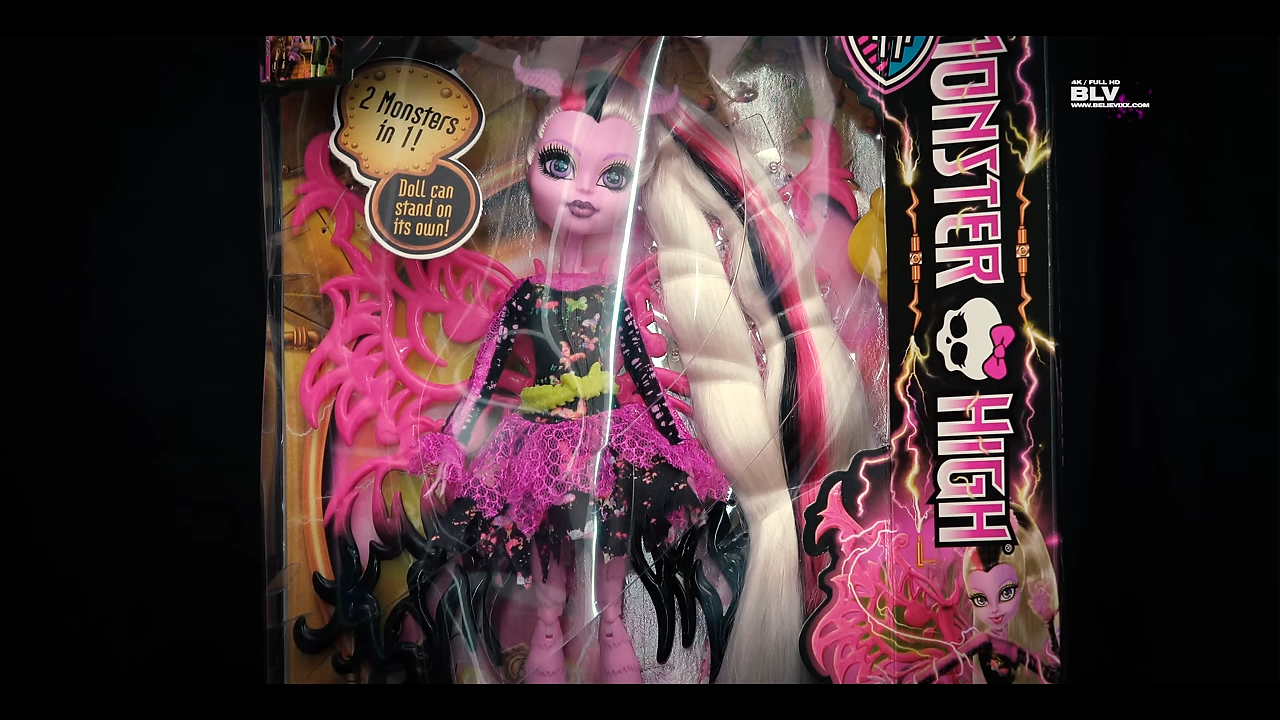 2 Monsters
in 1!
Doll can
stand on
its own!
MONSTER HIGH
®
4K / FULL HD
BLV
WWW.BELIEVIXX.COM